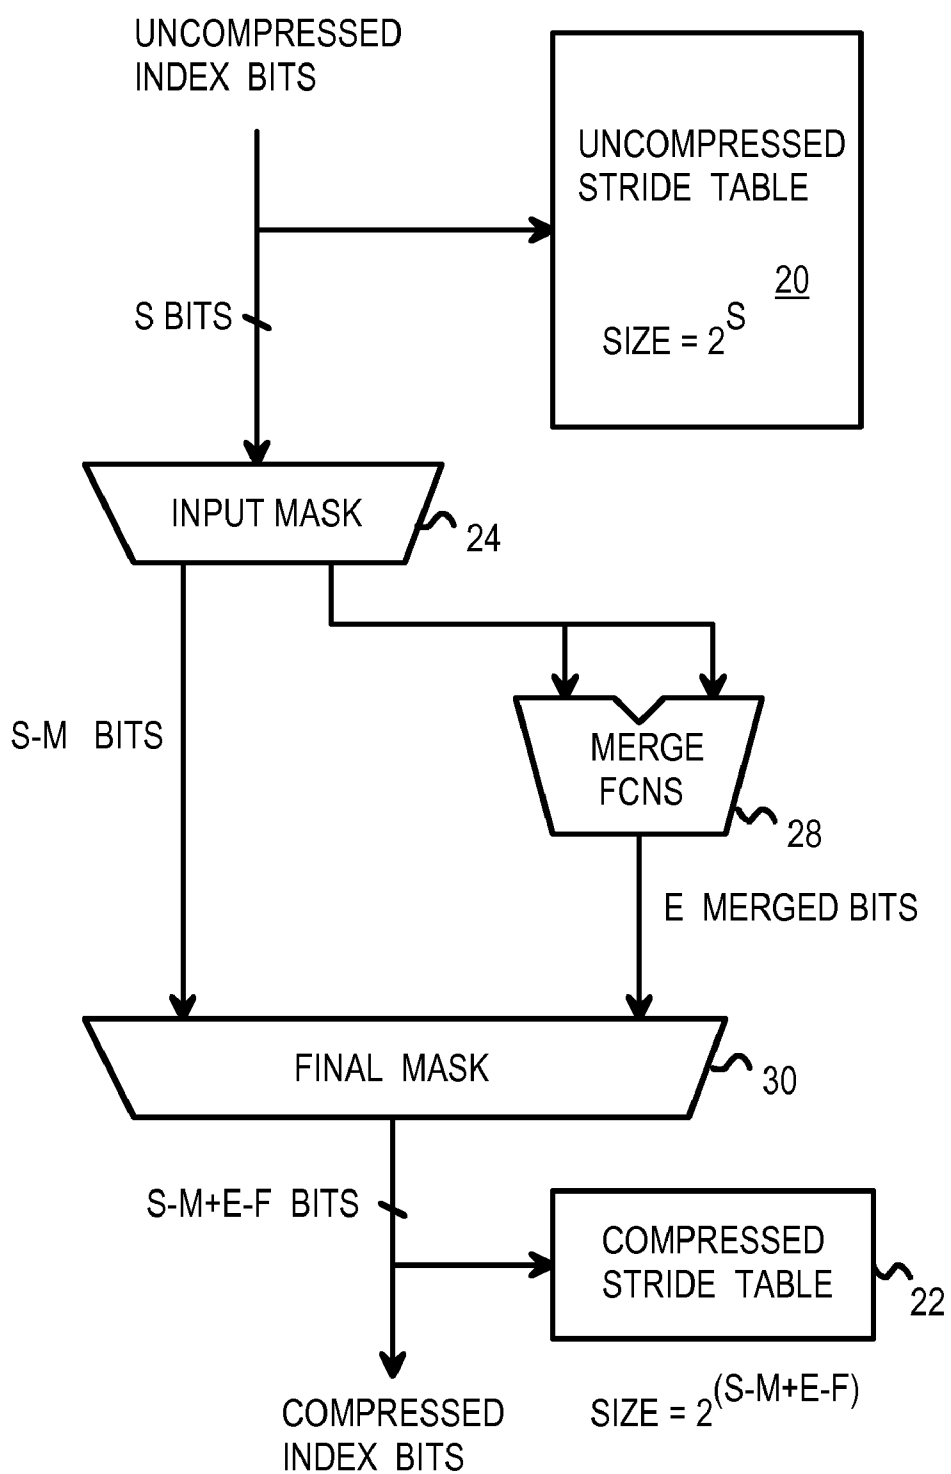 UNCOMPRESSED
INDEX BITS
UNCOMPRESSED
STRIDE TABLE
20
S BITS
SIZE = 2^S
INPUT MASK
24
S-M BITS
MERGE
FCNS
28
E MERGED BITS
FINAL MASK
30
S-M+E-F BITS
COMPRESSED
STRIDE TABLE
22
SIZE = 2^(S-M+E-F)
COMPRESSED
INDEX BITS